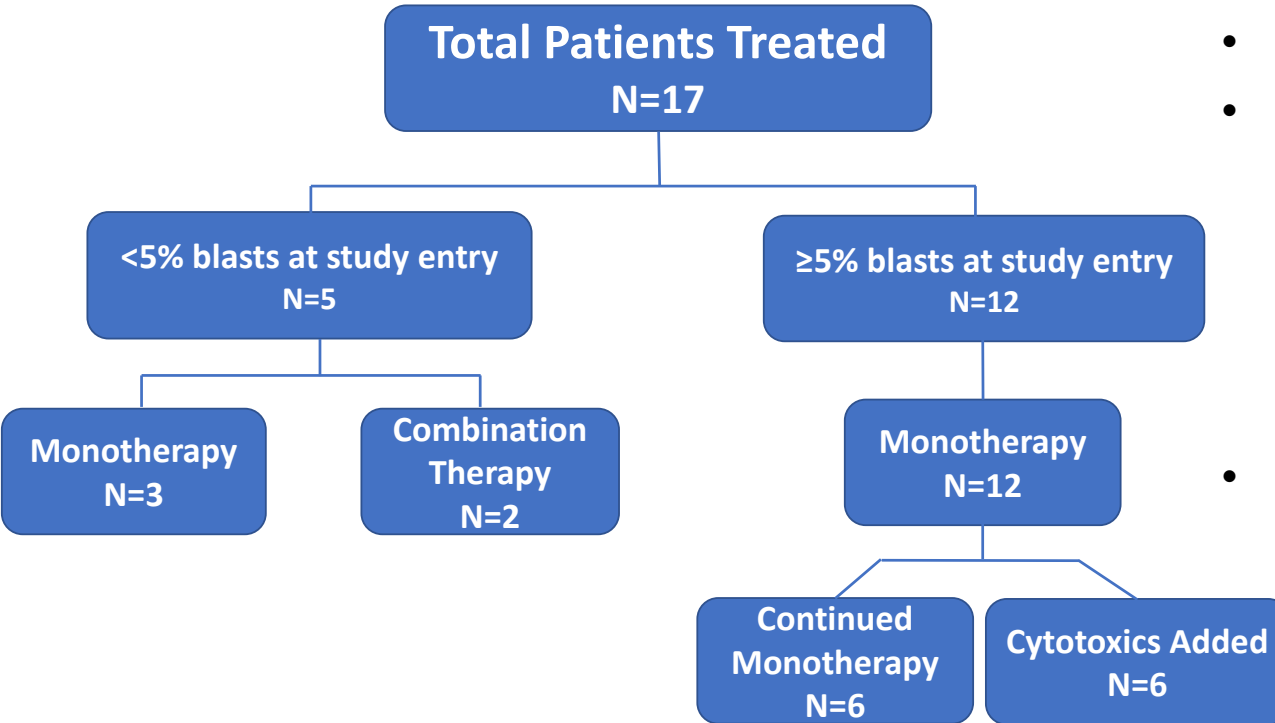 Total Patients Treated
N=17
•
•
<5% blasts at study entry
N=5
≥5% blasts at study entry
N=12
Monotherapy
N=3
Combination
Therapy
N=2
Monotherapy
N=12
•
Continued
Monotherapy
N=6
Cytotoxics Added
N=6